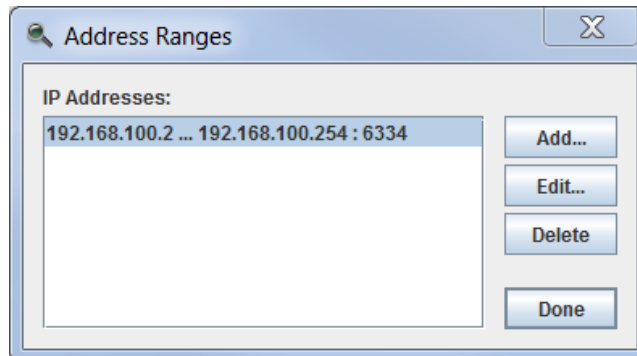 Address Ranges
IP Addresses:
192.168.100.2 ... 192.168.100.254 : 6334
Add...
Edit...
Delete
Done